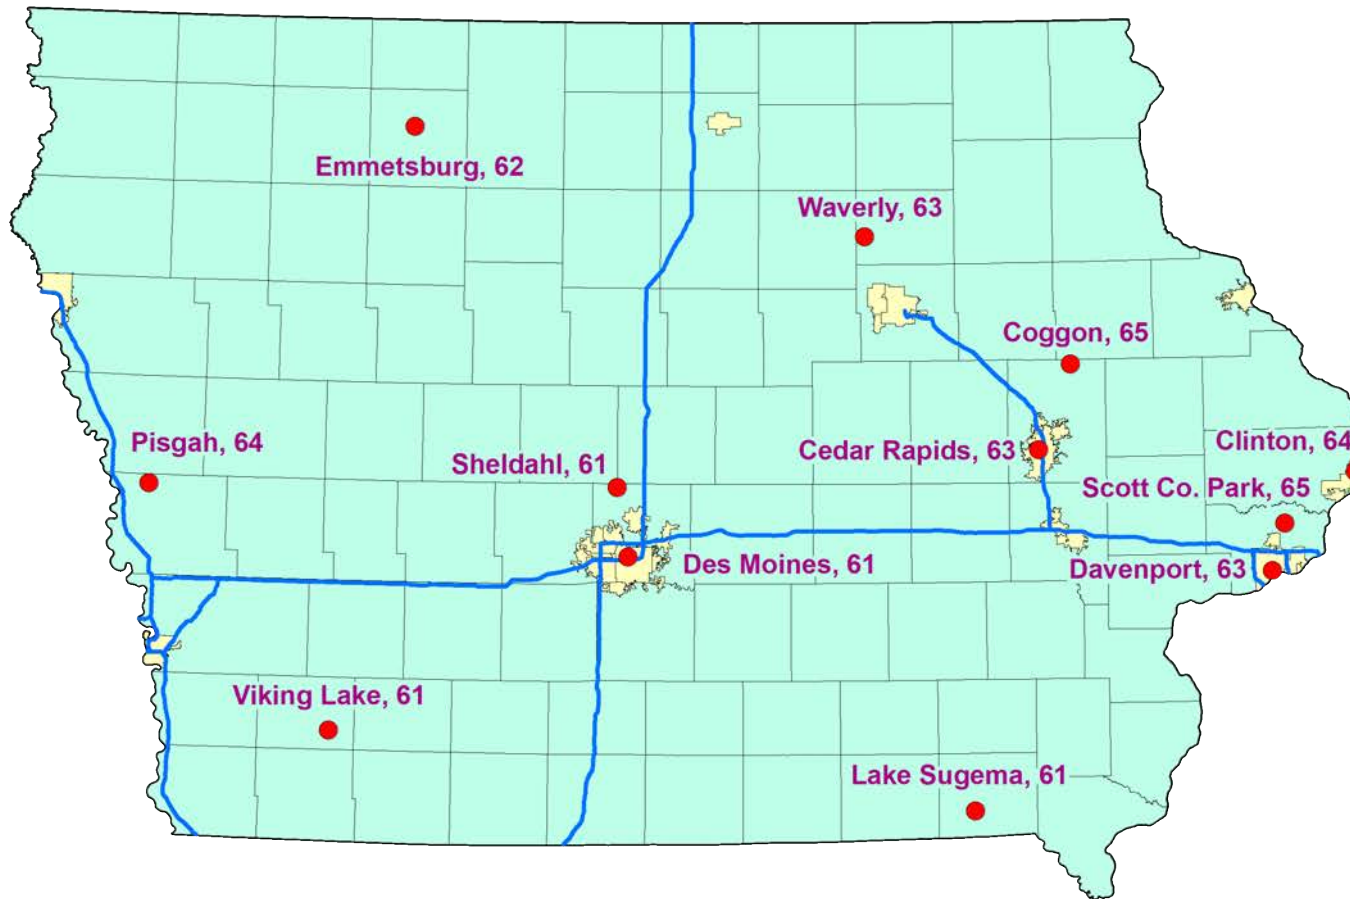 Emmetsburg, 62
Waverly, 63
Coggon, 65
Pisgah, 64
Clinton, 64
Cedar Rapids, 63
Sheldahl, 61
Scott Co. Park, 65
Des Moines, 61
Davenport, 63
Viking Lake, 61
Lake Sugema, 61